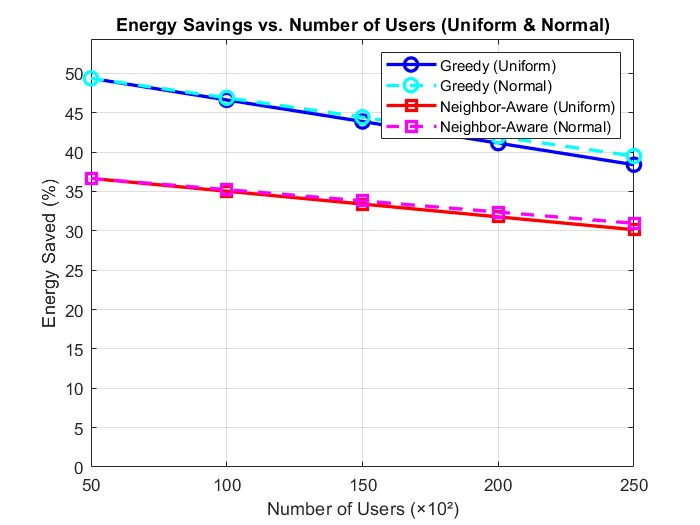 Energy Savings vs. Number of Users (Uniform & Normal)
Greedy (Uniform)
Greedy (Normal)
Neighbor-Aware (Uniform)
Neighbor-Aware (Normal)
Energy Saved (%)
50
45
40
35
30
25
20
15
10
5
0
50 100 150 200 250
Number of Users (×10²)